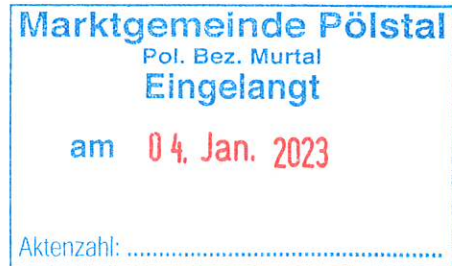 Marktgemeinde Pölstal
Pol. Bez. Murtal
Eingelangt
am 04. Jan. 2023
Aktenzahl: ........................................